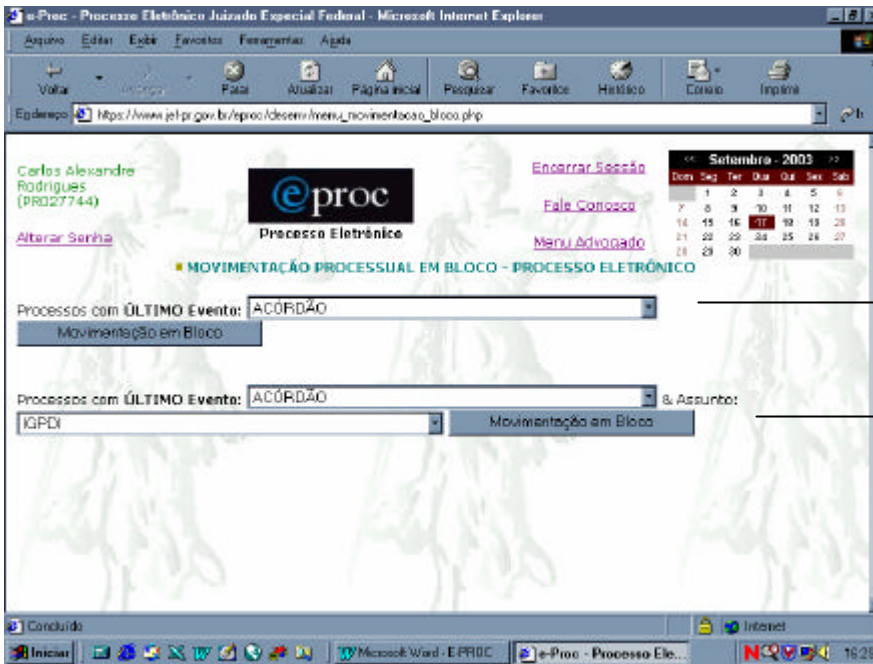 e-Proc - Processo Eletrônico Juizado Especial Federal - Microsoft Internet Explorer
Arquivo Editar Exibir Favoritos Ferramentas Ajuda
Voltar Avançar Parar Atualizar Página inicial Pesquisar Favoritos Histórico Correio Imprimir
Endereço https://www.jef-pr.gov.br/eproc/desenv/menu_movimentacao_bloco.php
Carlos Alexandre
Rodrigues
(PR027744)
Alterar Senha
eproc
Processo Eletrônico
Encerrar Sessão
Fale Conosco
Menu Advogado
<< Setembro - 2003 >>
Dom Seg Ter Qua Qui Sex Sab
1 2 3 4 5 6
7 8 9 10 11 12 13
14 15 16 17 18 19 20
21 22 23 24 25 26 27
28 29 30
MOVIMENTAÇÃO PROCESSUAL EM BLOCO - PROCESSO ELETRÔNICO
Processos com ÚLTIMO Evento: ACÓRDÃO
Movimentação em Bloco
Processos com ÚLTIMO Evento: ACÓRDÃO & Assunto:
IGPDI Movimentação em Bloco
Concluído Internet
Iniciar Microsoft Word - E-PROC e-Proc - Processo Ele... 16:28